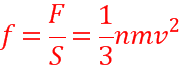 f = F/S = 1/3 nmv²